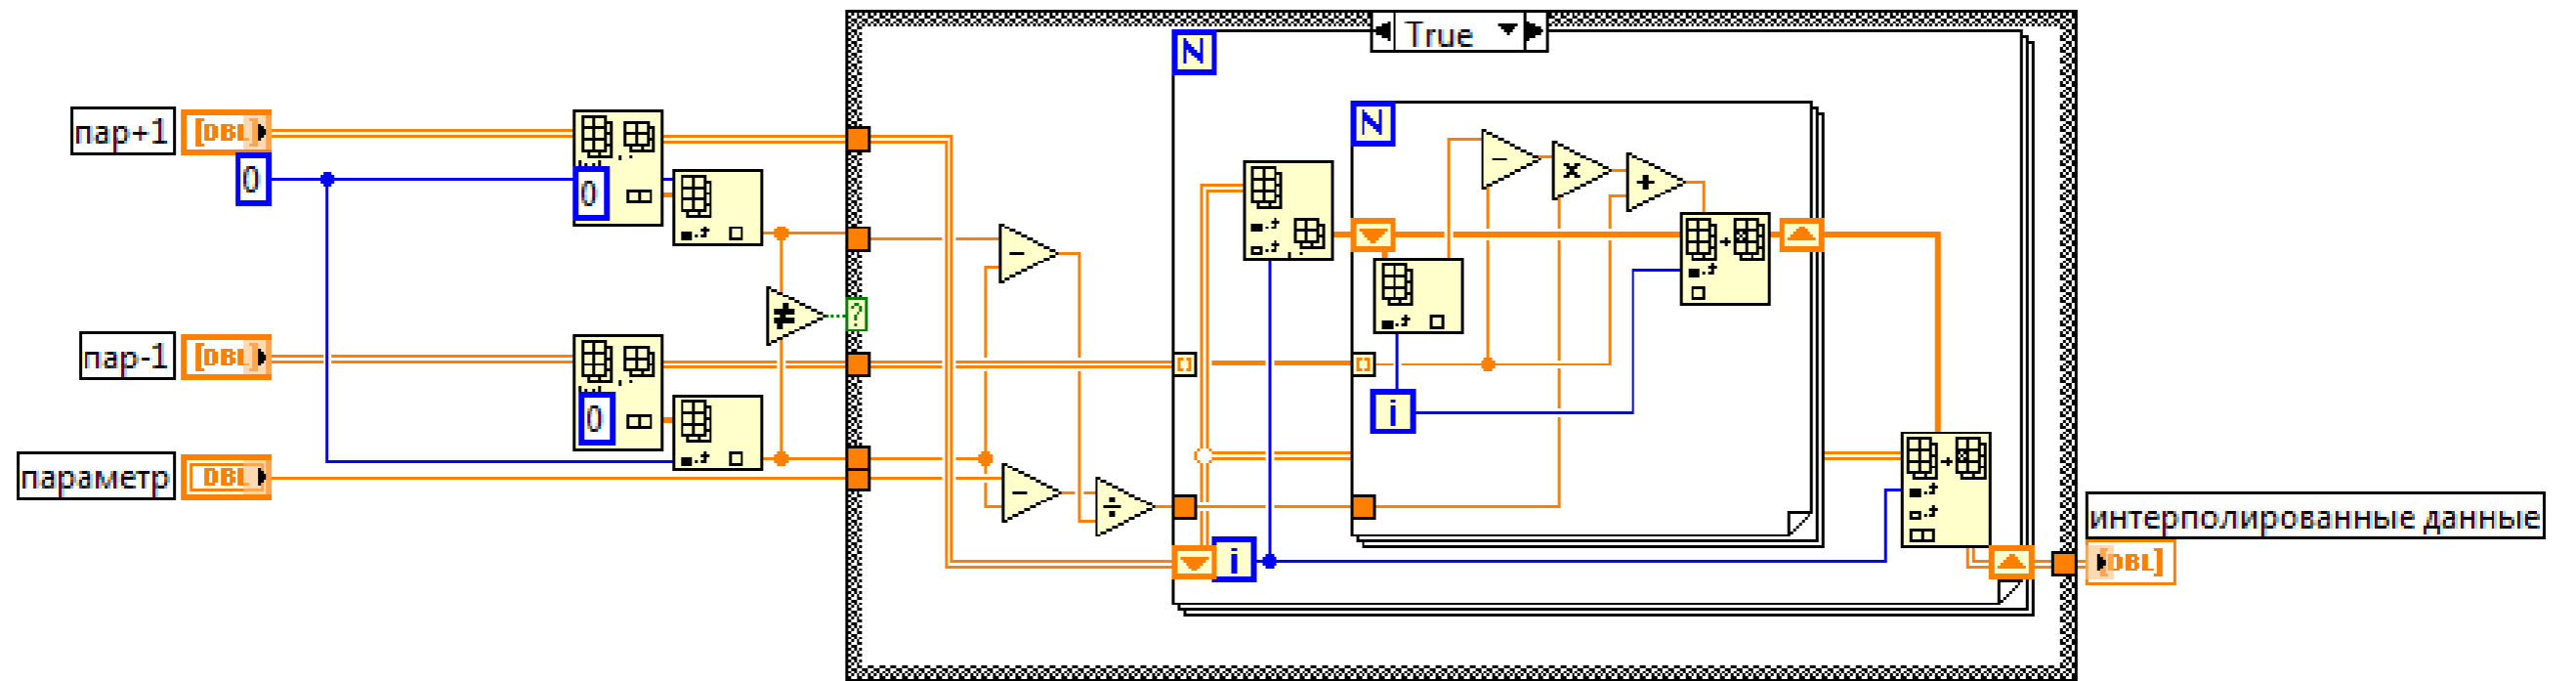 True
N
N
пар+1
[DBL]
0
0
пар-1
[DBL]
0
?
i
параметр
DBL
i
интерполированные данные
[DBL]